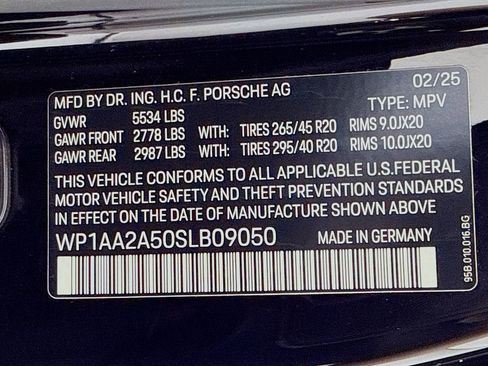 MFD BY DR. ING. H.C. F. PORSCHE AG 02/25
GVWR 5534 LBS TYPE: MPV
GAWR FRONT 2778 LBS WITH: TIRES 265/45 R20 RIMS 9.0JX20
GAWR REAR 2987 LBS WITH: TIRES 295/40 R20 RIMS 10.0JX20
THIS VEHICLE CONFORMS TO ALL APPLICABLE U.S.FEDERAL
MOTOR VEHICLE SAFETY AND THEFT PREVENTION STANDARDS
IN EFFECT ON THE DATE OF MANUFACTURE SHOWN ABOVE.
WP1AA2A50SLB09050 MADE IN GERMANY
95B.010.016.BG